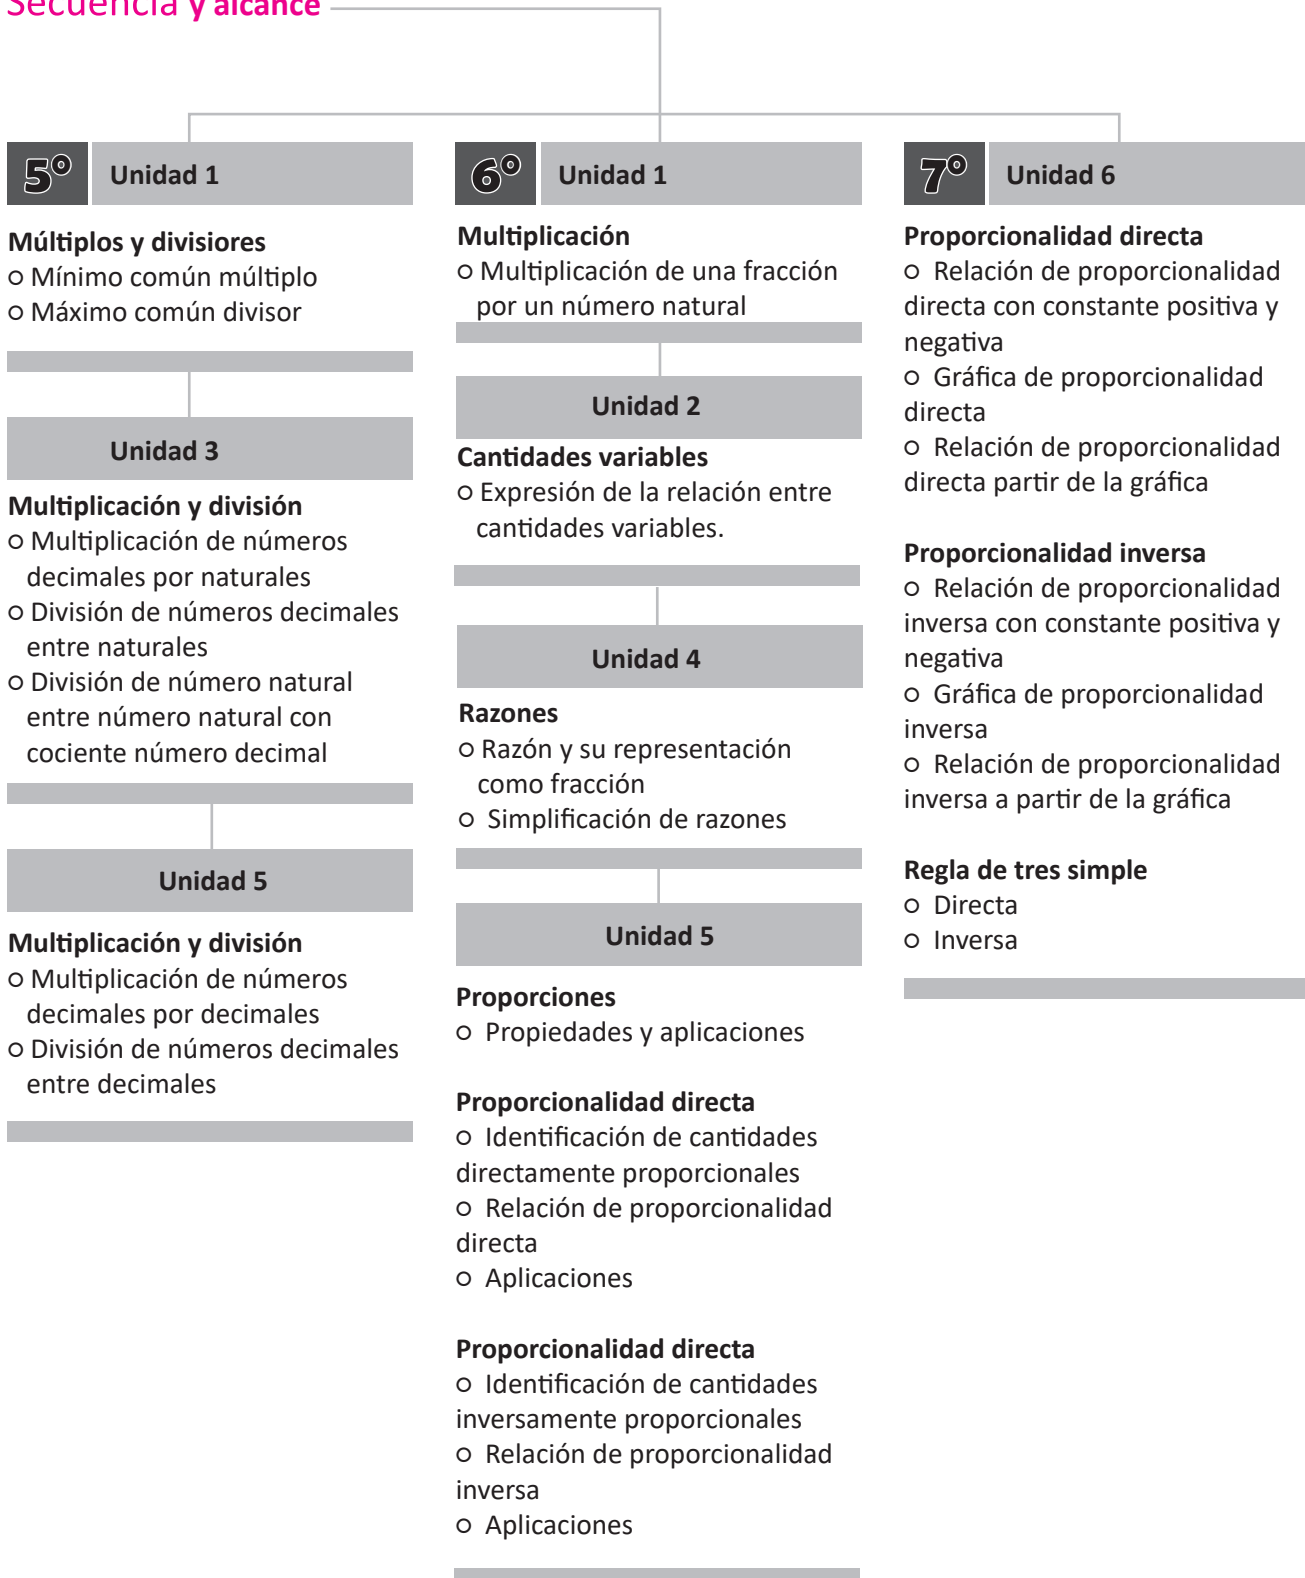 Secuencia y alcance
5º Unidad 1
Múltiplos y divisiores
○ Mínimo común múltiplo
○ Máximo común divisor
Unidad 3
Multiplicación y división
○ Multiplicación de números
decimales por naturales
○ División de números decimales
entre naturales
○ División de número natural
entre número natural con
cociente número decimal
Unidad 5
Multiplicación y división
○ Multiplicación de números
decimales por decimales
○ División de números decimales
entre decimales
6º Unidad 1
Multiplicación
○ Multiplicación de una fracción
por un número natural
Unidad 2
Cantidades variables
○ Expresión de la relación entre
cantidades variables.
Unidad 4
Razones
○ Razón y su representación
como fracción
○ Simplificación de razones
Unidad 5
Proporciones
○ Propiedades y aplicaciones
Proporcionalidad directa
○ Identificación de cantidades
directamente proporcionales
○ Relación de proporcionalidad
directa
○ Aplicaciones
Proporcionalidad directa
○ Identificación de cantidades
inversamente proporcionales
○ Relación de proporcionalidad
inversa
○ Aplicaciones
7º Unidad 6
Proporcionalidad directa
○ Relación de proporcionalidad
directa con constante positiva y
negativa
○ Gráfica de proporcionalidad
directa
○ Relación de proporcionalidad
directa partir de la gráfica
Proporcionalidad inversa
○ Relación de proporcionalidad
inversa con constante positiva y
negativa
○ Gráfica de proporcionalidad
inversa
○ Relación de proporcionalidad
inversa a partir de la gráfica
Regla de tres simple
○ Directa
○ Inversa